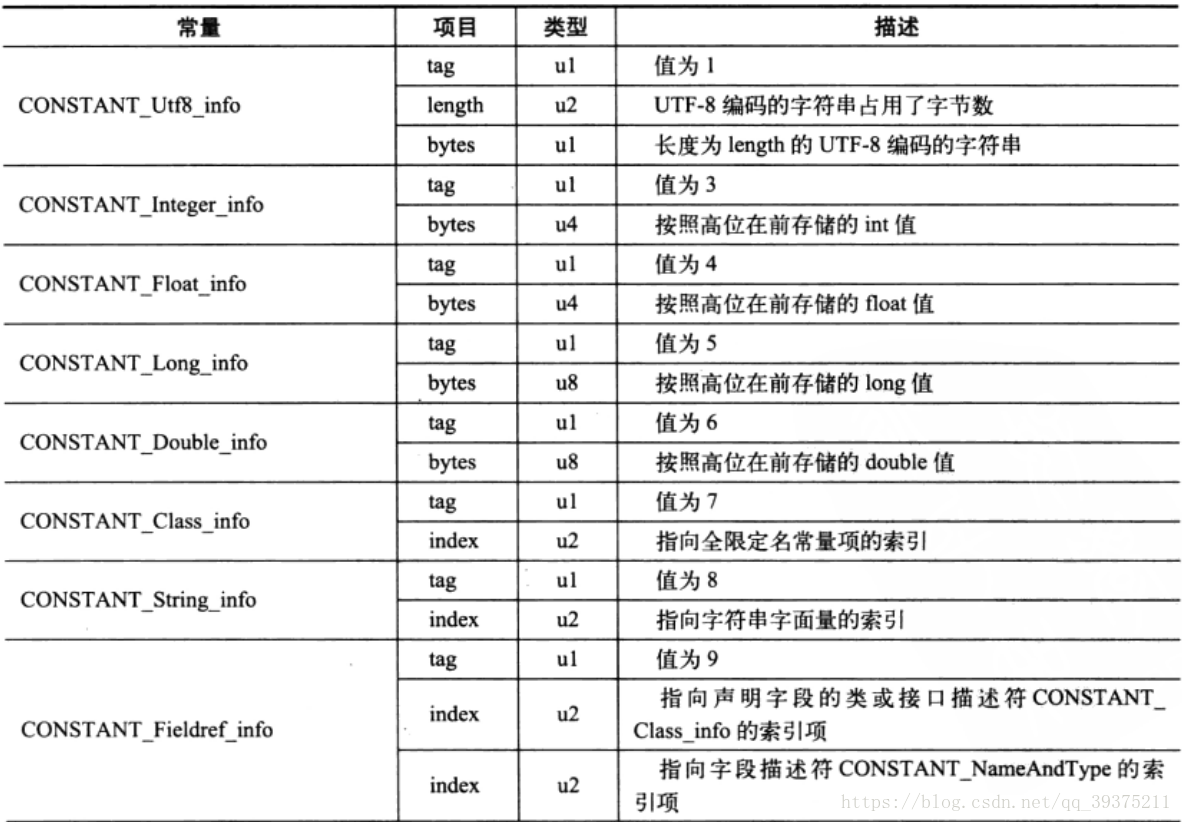 常量 项目 类型 描述
CONSTANT_Utf8_info
tag u1 值为 1
length u2 UTF-8 编码的字符串占用了字节数
bytes u1 长度为 length 的 UTF-8 编码的字符串
CONSTANT_Integer_info
tag u1 值为 3
bytes u4 按照高位在前存储的 int 值
CONSTANT_Float_info
tag u1 值为 4
bytes u4 按照高位在前存储的 float 值
CONSTANT_Long_info
tag u1 值为 5
bytes u8 按照高位在前存储的 long 值
CONSTANT_Double_info
tag u1 值为 6
bytes u8 按照高位在前存储的 double 值
CONSTANT_Class_info
tag u1 值为 7
index u2 指向全限定名常量项的索引
CONSTANT_String_info
tag u1 值为 8
index u2 指向字符串字面量的索引
CONSTANT_Fieldref_info
tag u1 值为 9
index u2 指向声明字段的类或接口描述符 CONSTANT_
Class_info 的索引项
index u2 指向字段描述符 CONSTANT_NameAndType 的索
引项
https://blog.csdn.net/qq_39375211